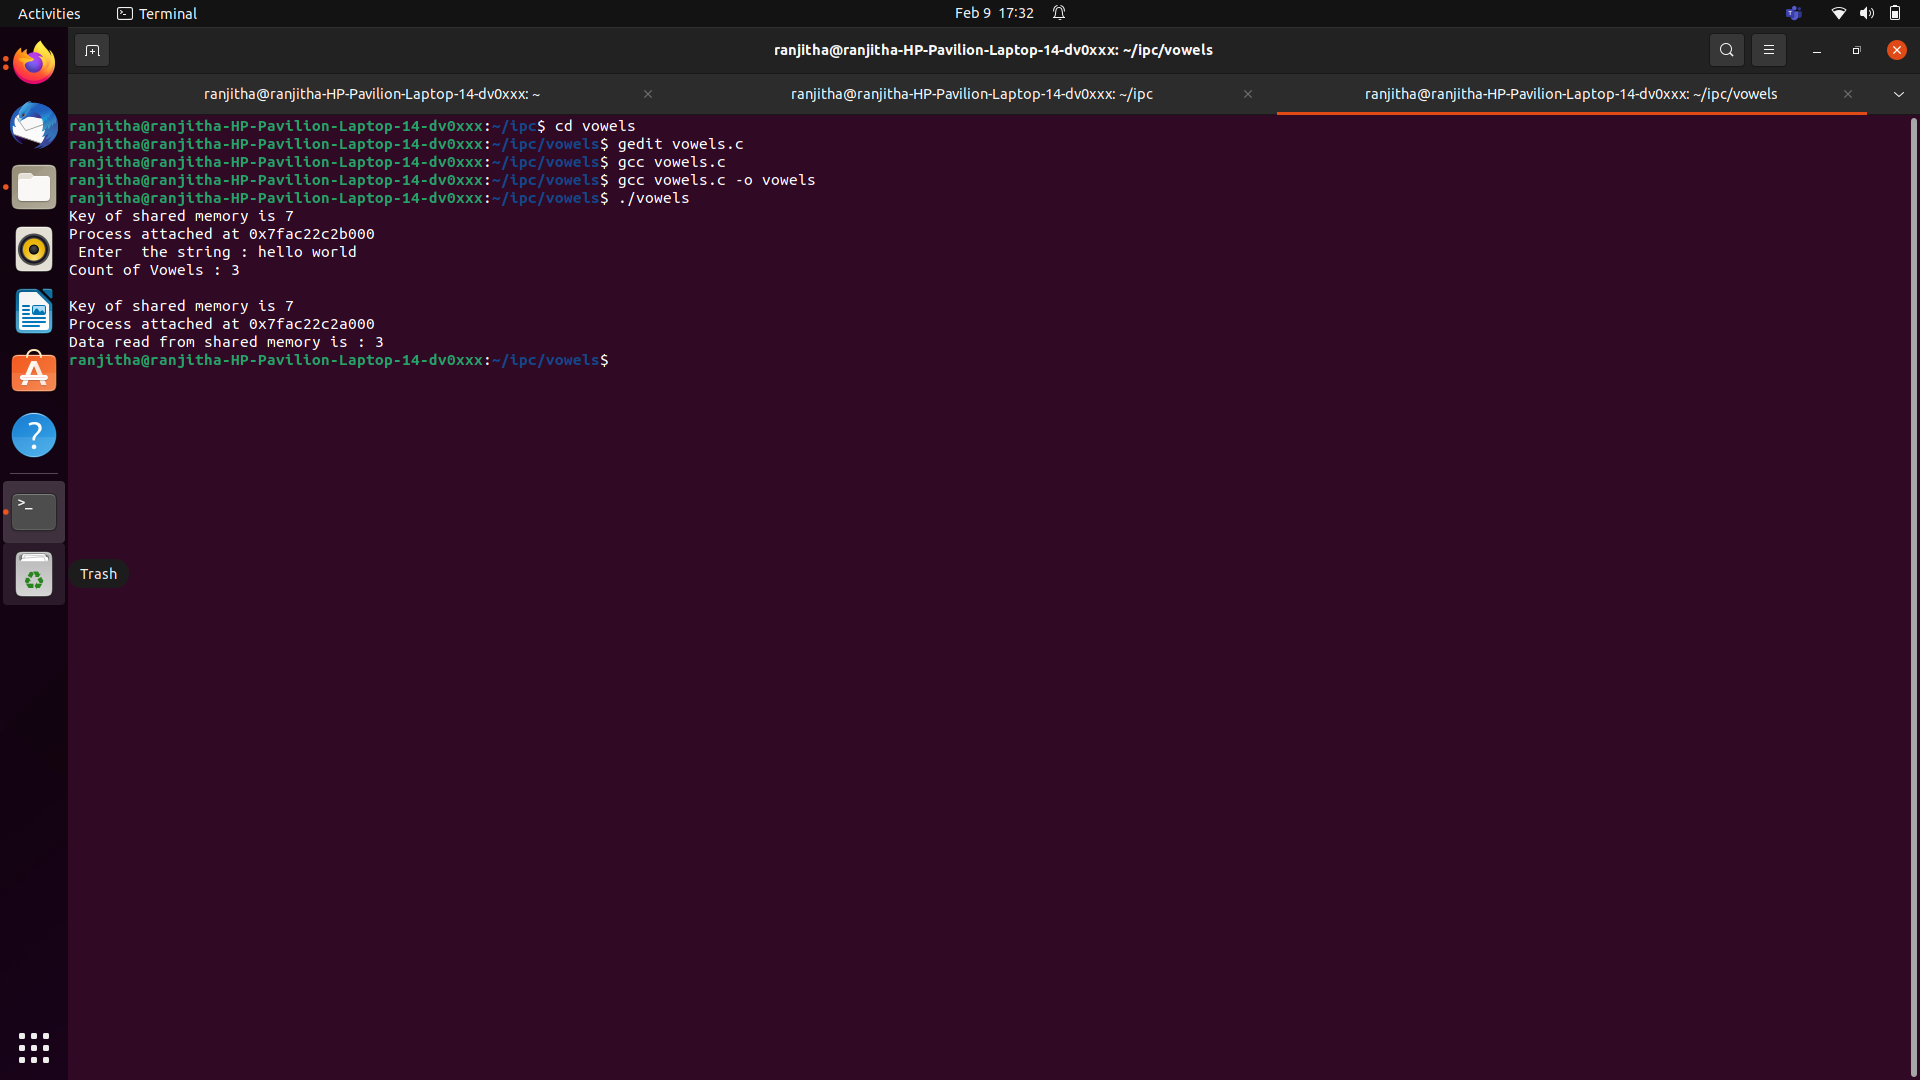 Activities
Terminal
Feb 9 17:32
ranjitha@ranjitha-HP-Pavilion-Laptop-14-dv0xxx: ~/ipc/vowels
ranjitha@ranjitha-HP-Pavilion-Laptop-14-dv0xxx: ~
ranjitha@ranjitha-HP-Pavilion-Laptop-14-dv0xxx: ~/ipc
ranjitha@ranjitha-HP-Pavilion-Laptop-14-dv0xxx: ~/ipc/vowels
ranjitha@ranjitha-HP-Pavilion-Laptop-14-dv0xxx:~/ipc$ cd vowels
ranjitha@ranjitha-HP-Pavilion-Laptop-14-dv0xxx:~/ipc/vowels$ gedit vowels.c
ranjitha@ranjitha-HP-Pavilion-Laptop-14-dv0xxx:~/ipc/vowels$ gcc vowels.c
ranjitha@ranjitha-HP-Pavilion-Laptop-14-dv0xxx:~/ipc/vowels$ gcc vowels.c -o vowels
ranjitha@ranjitha-HP-Pavilion-Laptop-14-dv0xxx:~/ipc/vowels$ ./vowels
Key of shared memory is 7
Process attached at 0x7fac22c2b000
 Enter  the string : hello world
Count of Vowels : 3

Key of shared memory is 7
Process attached at 0x7fac22c2a000
Data read from shared memory is : 3
ranjitha@ranjitha-HP-Pavilion-Laptop-14-dv0xxx:~/ipc/vowels$
Trash